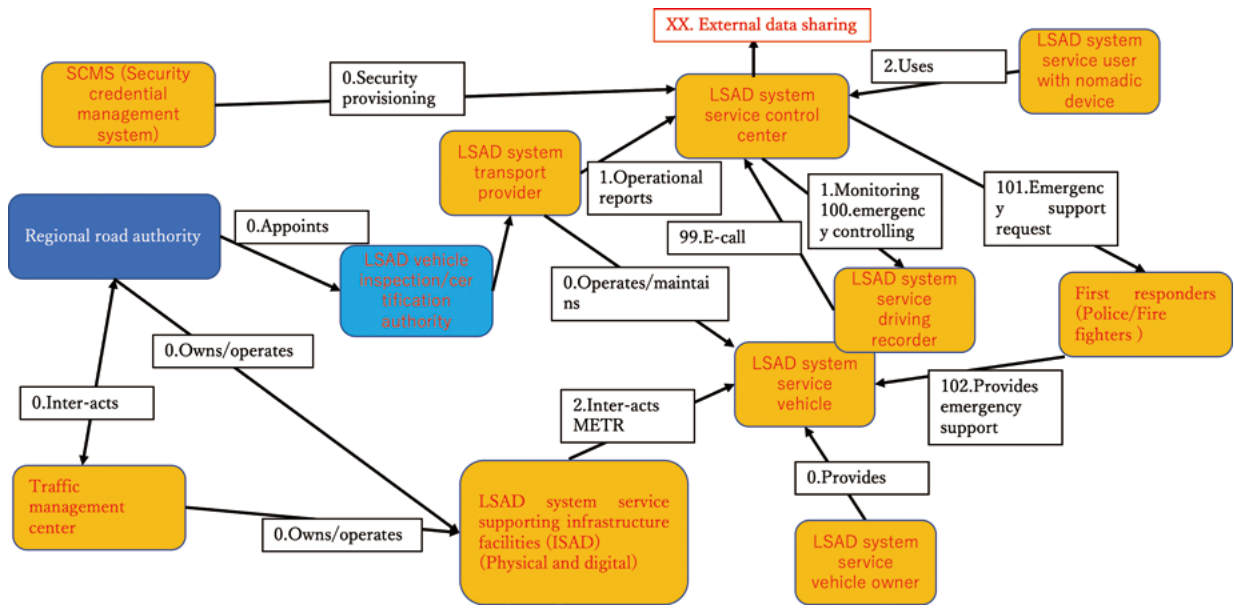 XX. External data sharing
SCMS (Security
credential
management
system)
0.Security
provisioning
LSAD system
service control
center
2.Uses
LSAD system
service user
with nomadic
device
LSAD system
transport
provider
1.Operational
reports
1.Monitoring
100.emergenc
y controlling
101.Emergenc
y support
request
Regional road authority
0.Appoints
LSAD vehicle
inspection/cer
tification
authority
99.E-call
0.Operates/maintai
ns
LSAD system
service
driving
recorder
First responders
(Police/Fire
fighters )
0.Owns/operates
0.Inter-acts
2.Inter-acts
METR
LSAD system
service
vehicle
102.Provides
emergency
support
Traffic
management
center
0.Owns/operates
LSAD system service
supporting infrastructure
facilities (ISAD)
(Physical and digital)
0.Provides
LSAD system
service
vehicle owner